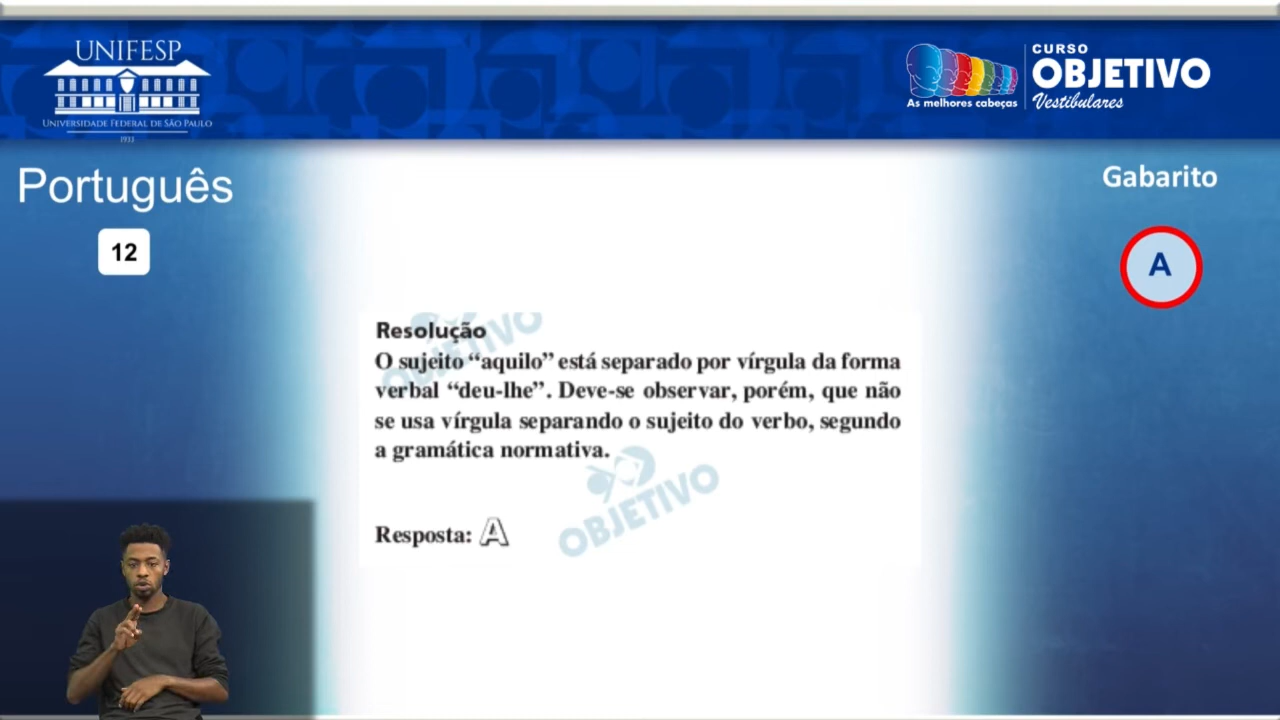 UNIFESP
UNIVERSIDADE FEDERAL DE SÃO PAULO
1933
As melhores cabeças
CURSO
OBJETIVO
Vestibulares
Português
12
Gabarito
A
Resolução
O sujeito “aquilo” está separado por vírgula da forma
verbal “deu-lhe”. Deve-se observar, porém, que não
se usa vírgula separando o sujeito do verbo, segundo
a gramática normativa.
Resposta: A
OBJETIVO
OBJETIVO